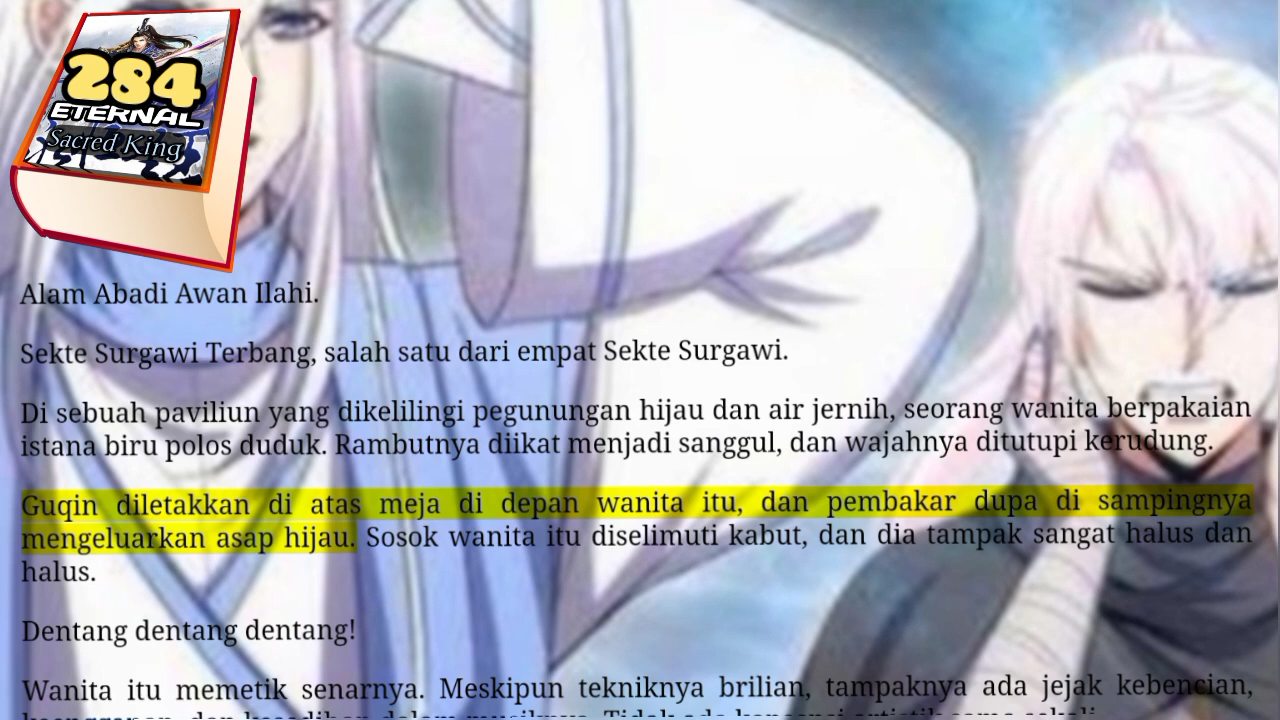 284
ETERNAL
Sacred King
Alam Abadi Awan Ilahi.
Sekte Surgawi Terbang, salah satu dari empat Sekte Surgawi.
Di sebuah paviliun yang dikelilingi pegunungan hijau dan air jernih, seorang wanita berpakaian
istana biru polos duduk. Rambutnya diikat menjadi sanggul, dan wajahnya ditutupi kerudung.
Guqin diletakkan di atas meja di depan wanita itu, dan pembakar dupa di sampingnya
mengeluarkan asap hijau. Sosok wanita itu diselimuti kabut, dan dia tampak sangat halus dan
halus.
Dentang dentang dentang!
Wanita itu memetik senarnya. Meskipun tekniknya brilian, tampaknya ada jejak kebencian,